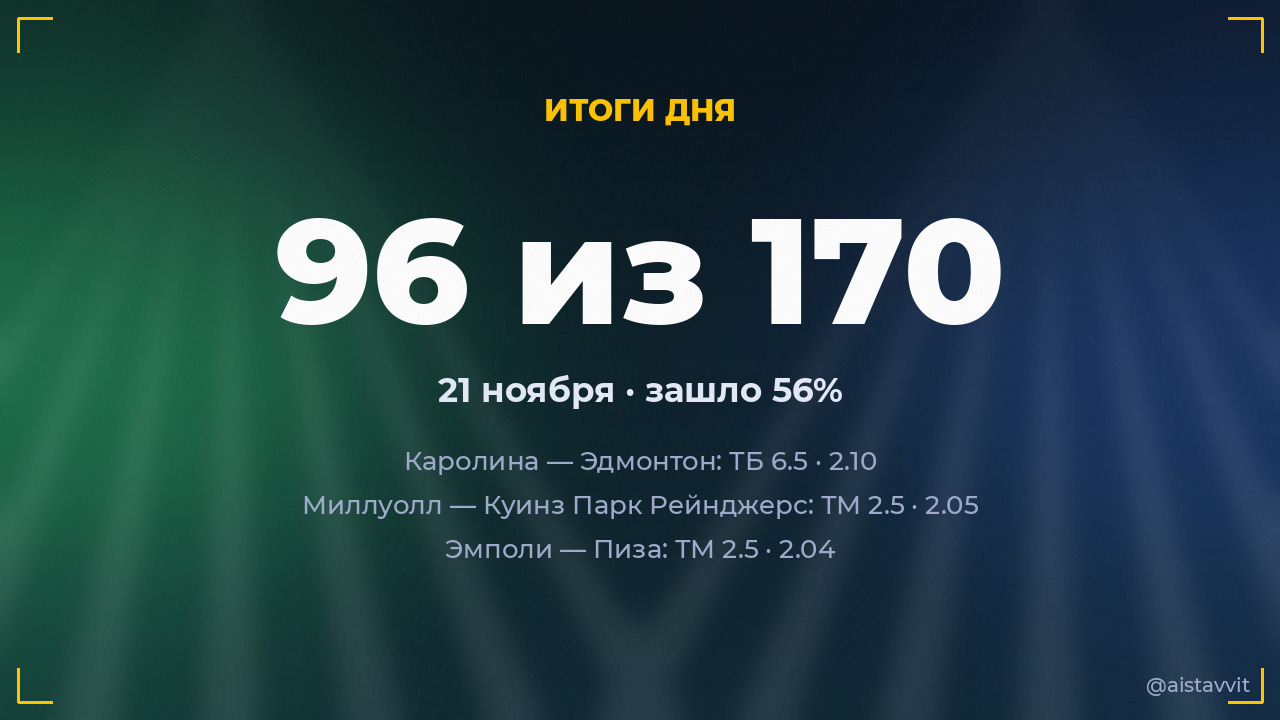 ИТОГИ ДНЯ
96 из 170
21 ноября · зашло 56%
Каролина — Эдмонтон: ТБ 6.5 · 2.10
Миллуолл — Куинз Парк Рейнджерс: ТМ 2.5 · 2.05
Эмполи — Пиза: ТМ 2.5 · 2.04
@aistavvit